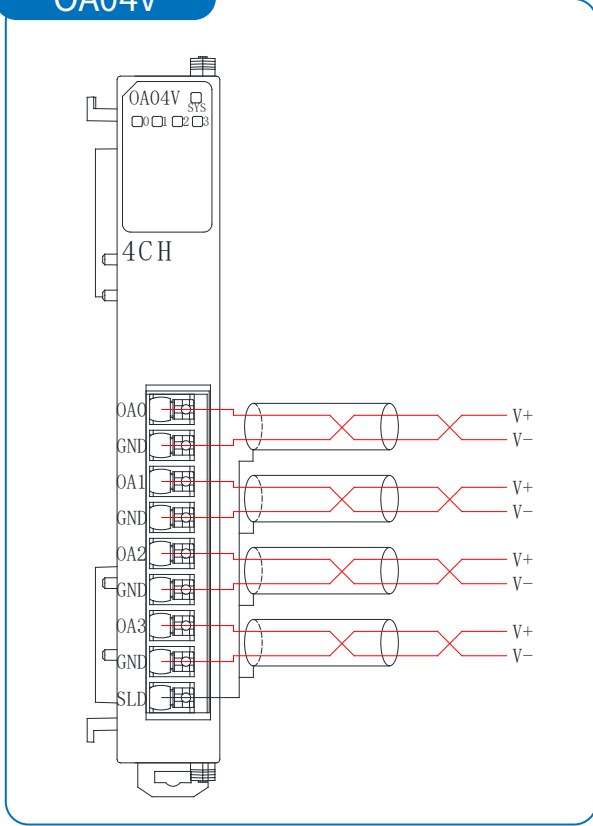 OA04V
OA04V
SYS
0 1 2 3
4CH
OA0
V+
GND
V-
OA1
V+
GND
V-
OA2
V+
GND
V-
OA3
V+
GND
V-
SLD